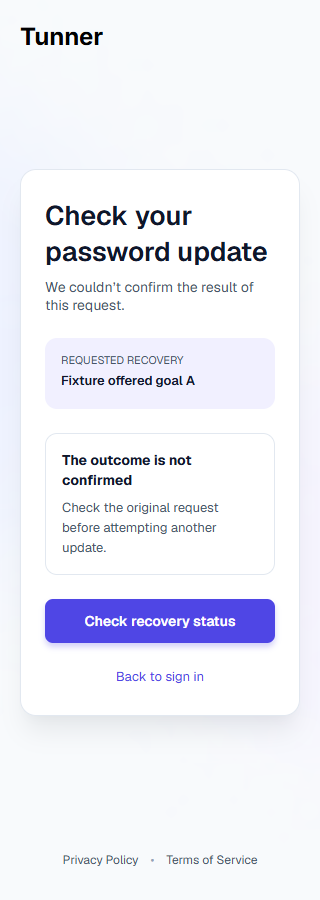 Tunner
Check your
password update
We couldn't confirm the result of
this request.
REQUESTED RECOVERY
Fixture offered goal A
The outcome is not
confirmed
Check the original request
before attempting another
update.
Check recovery status
Back to sign in
Privacy Policy • Terms of Service